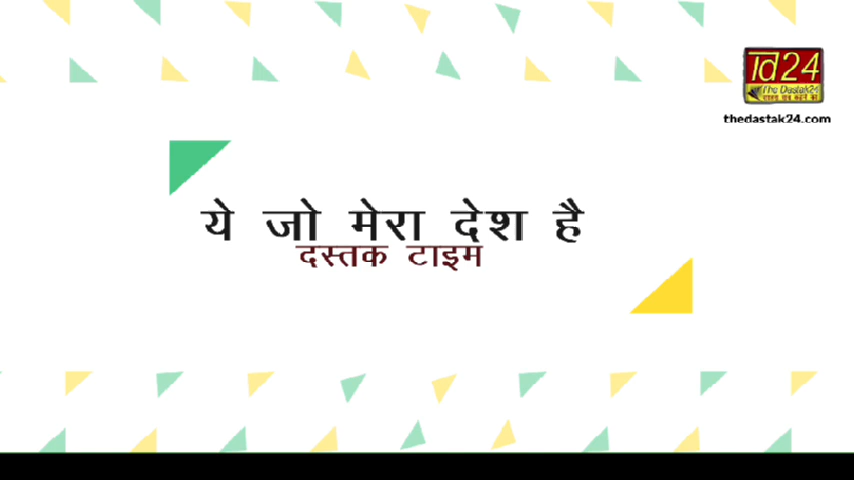 Td24
The Dastak24
thedastak24.com
ये जो मेरा देश है
दस्तक टाइम